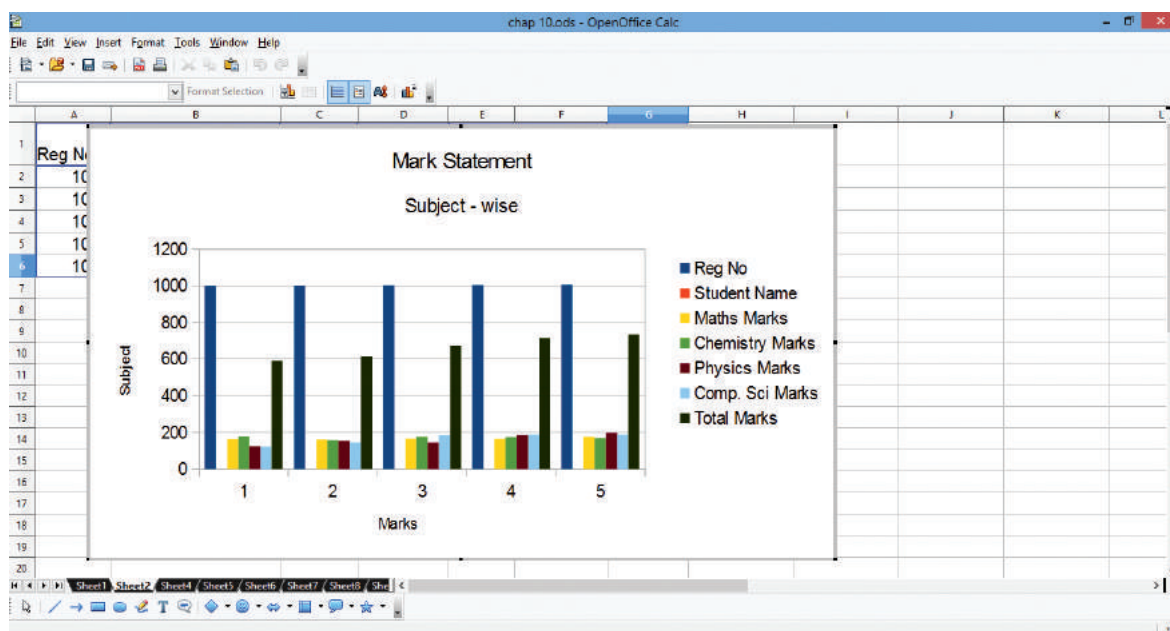 chap 10.ods - OpenOffice Calc
File Edit View Insert Format Tools Window Help
Format Selection
A B C D E F G H I J K L
1 Reg N
2 10
3 10
4 10
5 10
6 10
7
8
9
10
11
12
13
14
15
16
17
18
19
20
Mark Statement
Subject - wise
Subject
1200
1000
800
600
400
200
0
1 2 3 4 5
Marks
Reg No
Student Name
Maths Marks
Chemistry Marks
Physics Marks
Comp. Sci Marks
Total Marks
Sheet1 Sheet2 Sheet4 Sheet5 Sheet6 Sheet7 Sheet8 She